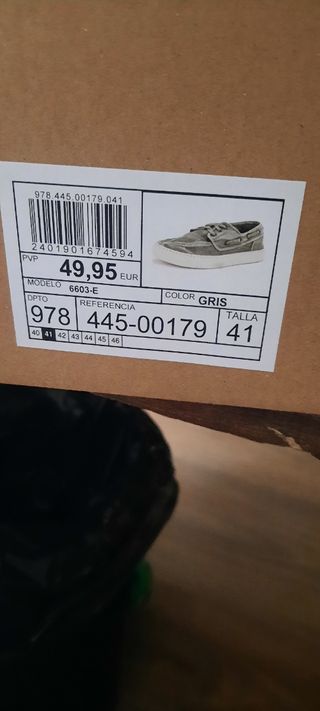 978.445.00179.041
2401901674594
PVP
49,95 EUR
MODELO 6603-E
COLOR GRIS
DPTO
978
REFERENCIA
445-00179
TALLA
41
40 41 42 43 44 45 46